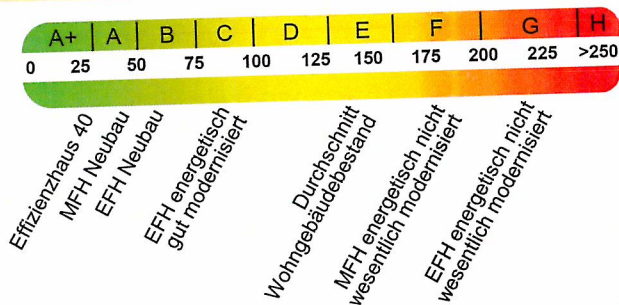 A+ A B C D E F G H
0 25 50 75 100 125 150 175 200 225 >250
Effizienzhaus 40
MFH Neubau
EFH Neubau
EFH energetisch
gut modernisiert
Durchschnitt
Wohngebäudebestand
MFH energetisch nicht
wesentlich modernisiert
EFH energetisch nicht
wesentlich modernisiert